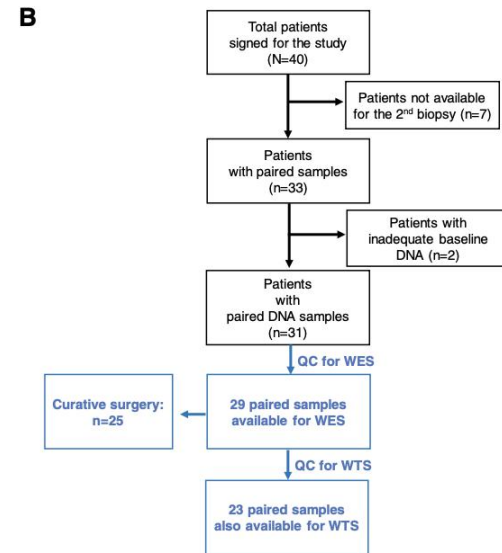 B
Total patients
signed for the study
(N=40)
Patients not available
for the 2nd biopsy (n=7)
Patients
with paired samples
(n=33)
Patients with
inadequate baseline
DNA (n=2)
Patients
with
paired DNA samples
(n=31)
QC for WES
Curative surgery:
n=25
29 paired samples
available for WES
QC for WTS
23 paired samples
also available for WTS